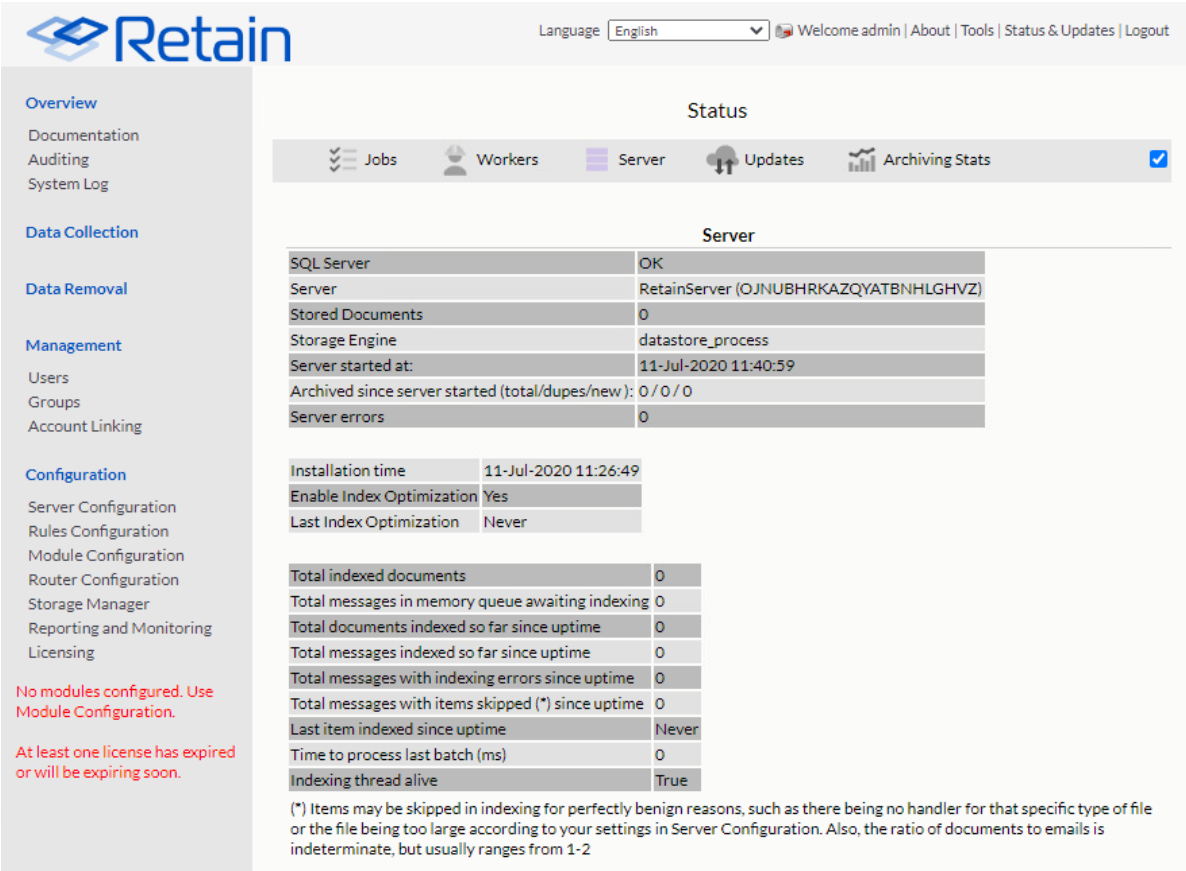 Retain
Language English Welcome admin | About | Tools | Status & Updates | Logout
Overview
Documentation
Auditing
System Log
Data Collection
Data Removal
Management
Users
Groups
Account Linking
Configuration
Server Configuration
Rules Configuration
Module Configuration
Router Configuration
Storage Manager
Reporting and Monitoring
Licensing
No modules configured. Use
Module Configuration.
At least one license has expired
or will be expiring soon.
Status
Jobs Workers Server Updates Archiving Stats
Server
SQL Server OK
Server RetainServer (OJNUBHRKAZQYATBNHLGHVZ)
Stored Documents 0
Storage Engine datastore_process
Server started at: 11-Jul-2020 11:40:59
Archived since server started (total/dupes/new ): 0 / 0 / 0
Server errors 0
Installation time 11-Jul-2020 11:26:49
Enable Index Optimization Yes
Last Index Optimization Never
Total indexed documents 0
Total messages in memory queue awaiting indexing 0
Total documents indexed so far since uptime 0
Total messages indexed so far since uptime 0
Total messages with indexing errors since uptime 0
Total messages with items skipped (*) since uptime 0
Last item indexed since uptime Never
Time to process last batch (ms) 0
Indexing thread alive True
(*) Items may be skipped in indexing for perfectly benign reasons, such as there being no handler for that specific type of file
or the file being too large according to your settings in Server Configuration. Also, the ratio of documents to emails is
indeterminate, but usually ranges from 1-2